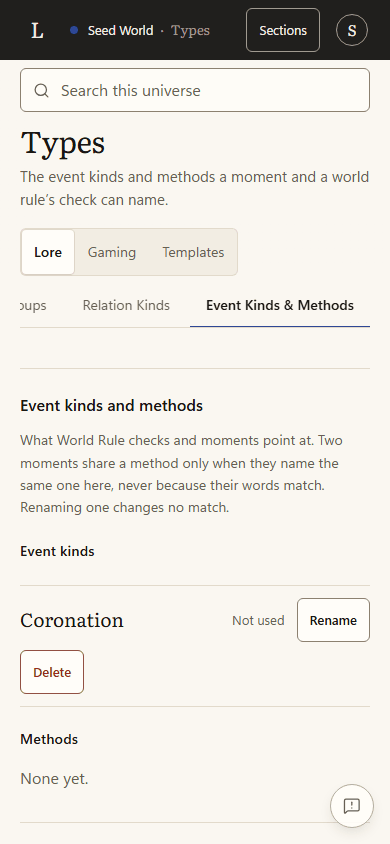 L
Seed World · Types
Sections
S
Search this universe
Types
The event kinds and methods a moment and a world
rule's check can name.
Lore
Gaming
Templates
oups
Relation Kinds
Event Kinds & Methods
Event kinds and methods
What World Rule checks and moments point at. Two
moments share a method only when they name the
same one here, never because their words match.
Renaming one changes no match.
Event kinds
Coronation
Not used
Rename
Delete
Methods
None yet.